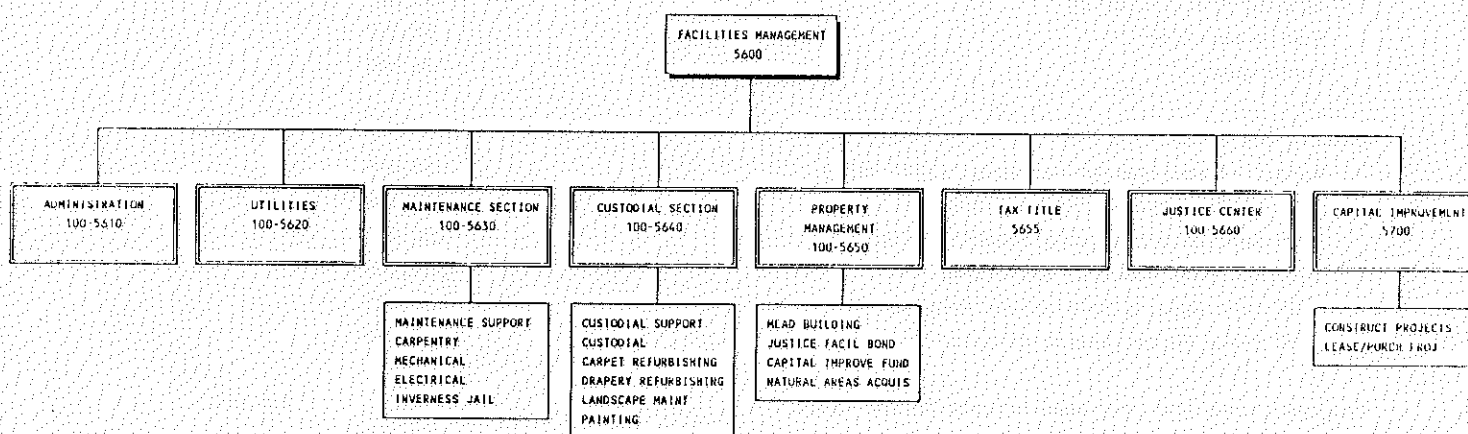 FACILITIES MANAGEMENT
5600
ADMINISTRATION
100-5610
UTILITIES
100-5620
MAINTENANCE SECTION
100-5630
CUSTODIAL SECTION
100-5640
PROPERTY
MANAGEMENT
100-5650
TAX TITLE
5655
JUSTICE CENTER
100-5660
CAPITAL IMPROVEMENT
5700
MAINTENANCE SUPPORT
CARPENTRY
MECHANICAL
ELECTRICAL
INVERNESS JAIL
CUSTODIAL SUPPORT
CUSTODIAL
CARPET REFURBISHING
DRAPERY REFURBISHING
LANDSCAPE MAINT
PAINTING
MEAD BUILDING
JUSTICE FACIL BOND
CAPITAL IMPROVE FUND
NATURAL AREAS ACQUIS
CONSTRUCT PROJECTS
LEASE/PURCH PROJ